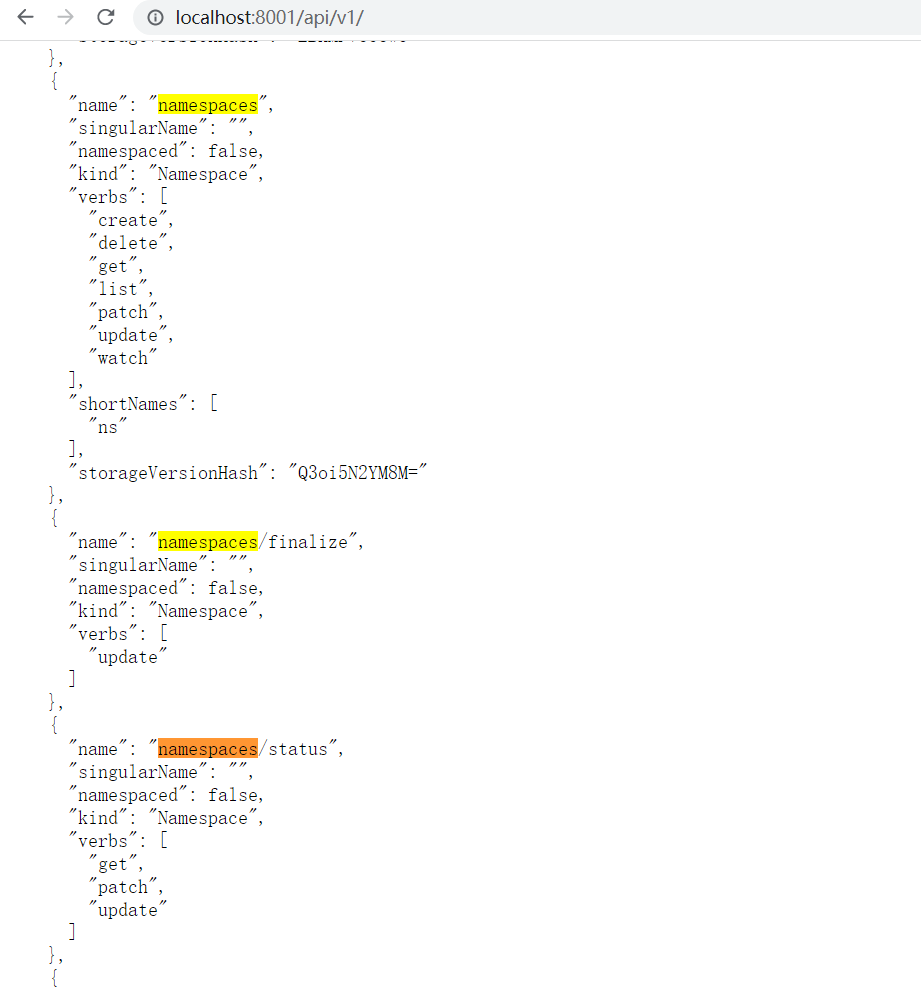 localhost:8001/api/v1/
},
{
"name": "namespaces",
"singularName": "",
"namespaced": false,
"kind": "Namespace",
"verbs": [
"create",
"delete",
"get",
"list",
"patch",
"update",
"watch"
],
"shortNames": [
"ns"
],
"storageVersionHash": "Q3oi5N2YM8M="
},
{
"name": "namespaces/finalize",
"singularName": "",
"namespaced": false,
"kind": "Namespace",
"verbs": [
"update"
]
},
{
"name": "namespaces/status",
"singularName": "",
"namespaced": false,
"kind": "Namespace",
"verbs": [
"get",
"patch",
"update"
]
},
{